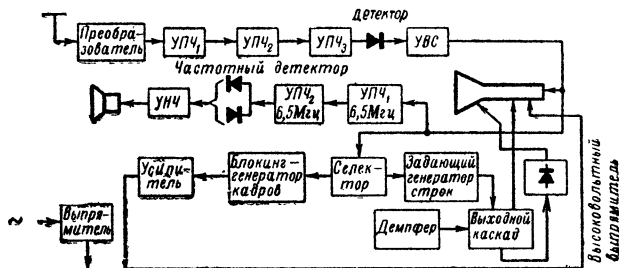 детектор
Преобра-
зователь
УПЧ₁
УПЧ₂
УПЧ₃
УВС
Частотный детектор
УНЧ
УПЧ₂
6,5Мгц
УПЧ₁
6,5Мгц
Усили-
тель
Блокинг-
генератор
кадров
Селек-
тор
Задающий
генератор
строк
Высоковольтный
выпрямитель
~
Выпря-
митель
Демпфер
Выходной
каскад